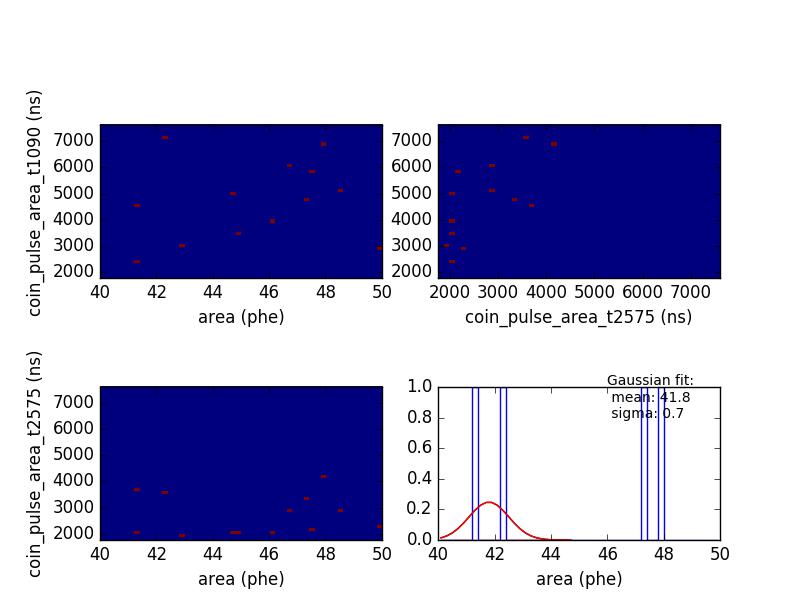 coin_pulse_area_t1090 (ns)
7000
6000
5000
4000
3000
2000
40 42 44 46 48 50
area (phe)
7000
6000
5000
4000
3000
2000
2000 3000 4000 5000 6000 7000
coin_pulse_area_t2575 (ns)
coin_pulse_area_t2575 (ns)
7000
6000
5000
4000
3000
2000
40 42 44 46 48 50
area (phe)
Gaussian fit:
mean: 41.8
sigma: 0.7
1.0
0.8
0.6
0.4
0.2
0.0
40 42 44 46 48 50
area (phe)